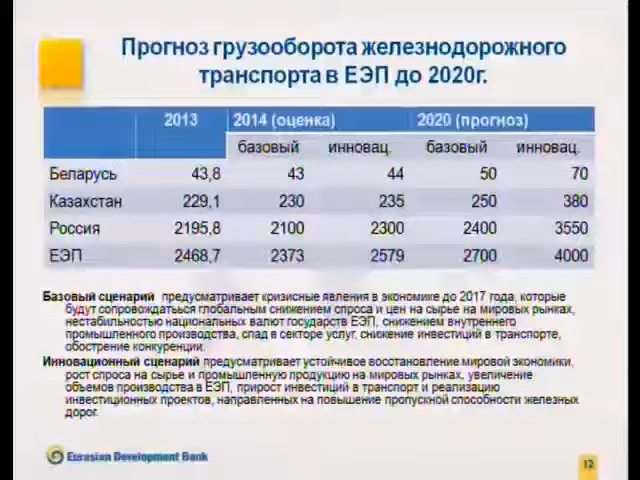 Прогноз грузооборота железнодорожного
транспорта в ЕЭП до 2020г.
2013 2014 (оценка) 2020 (прогноз)
базовый инновац. базовый инновац.
Беларусь 43,8 43 44 50 70
Казахстан 229,1 230 235 250 380
Россия 2195,8 2100 2300 2400 3550
ЕЭП 2468,7 2373 2579 2700 4000
Базовый сценарий предусматривает кризисные явления в экономике до 2017 года, которые
будут сопровождаться глобальным снижением спроса и цен на сырье на мировых рынках,
нестабильностью национальных валют государств ЕЭП, снижением внутреннего
промышленного производства, спад в секторе услуг, снижение инвестиций в транспорте,
обострение конкуренции.
Инновационный сценарий предусматривает устойчивое восстановление мировой экономики,
рост спроса на сырье и промышленную продукцию на мировых рынках, увеличение
объемов производства в ЕЭП, прирост инвестиций в транспорт и реализацию
инвестиционных проектов, направленных на повышение пропускной способности железных
дорог.
Eurasian Development Bank
12